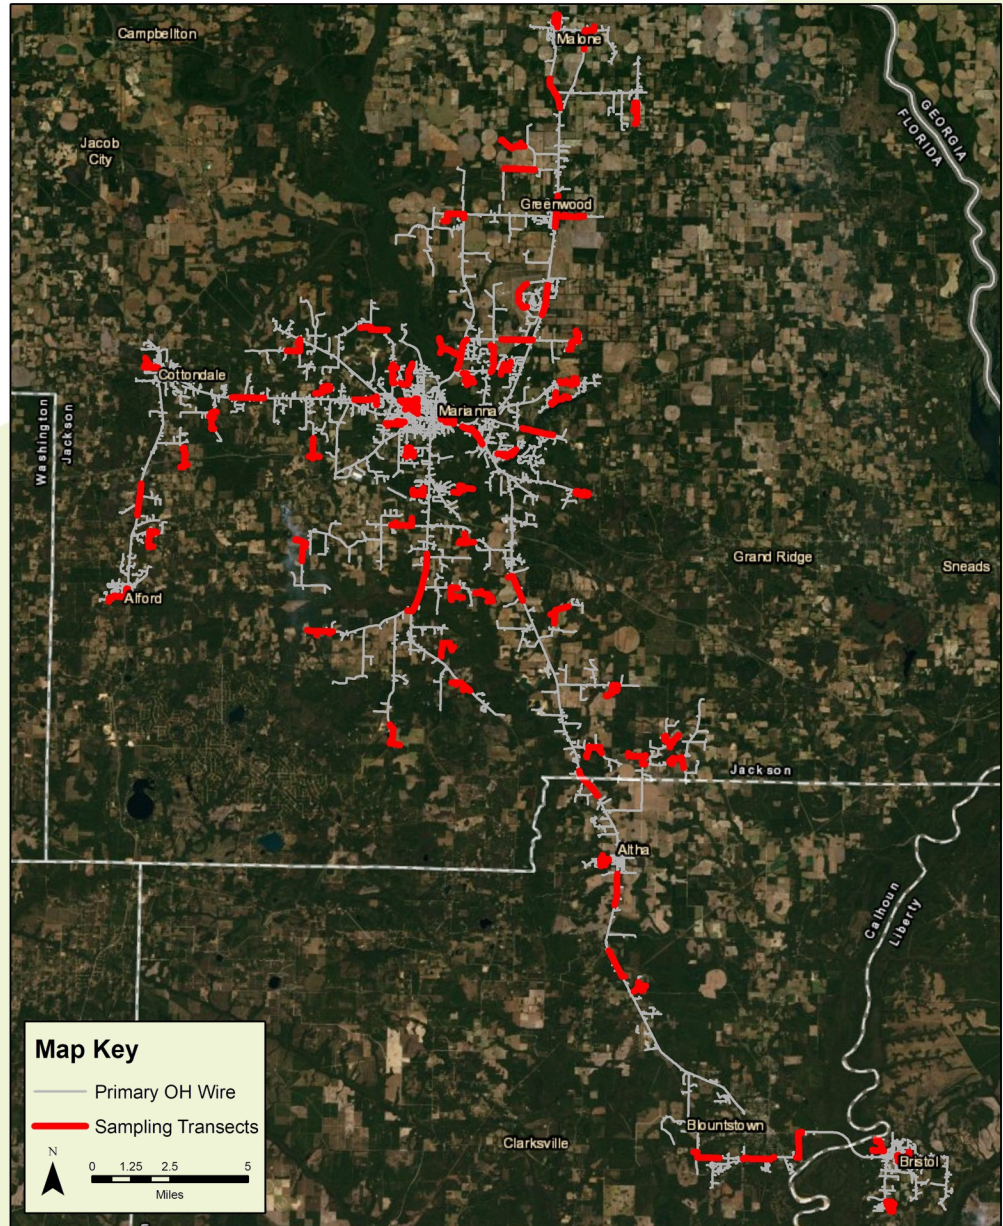 Campbellton
Malone
Jacob
City
GEORGIA
FLORIDA
Greenwood
Cottondale
Marianna
Washington
Jackson
Grand Ridge
Sneads
Alford
Jackson
Altha
Calhoun
Liberty
Blountstown
Clarksville
Bristol
Map Key
Primary OH Wire
Sampling Transects
N
0 1.25 2.5 5
Miles